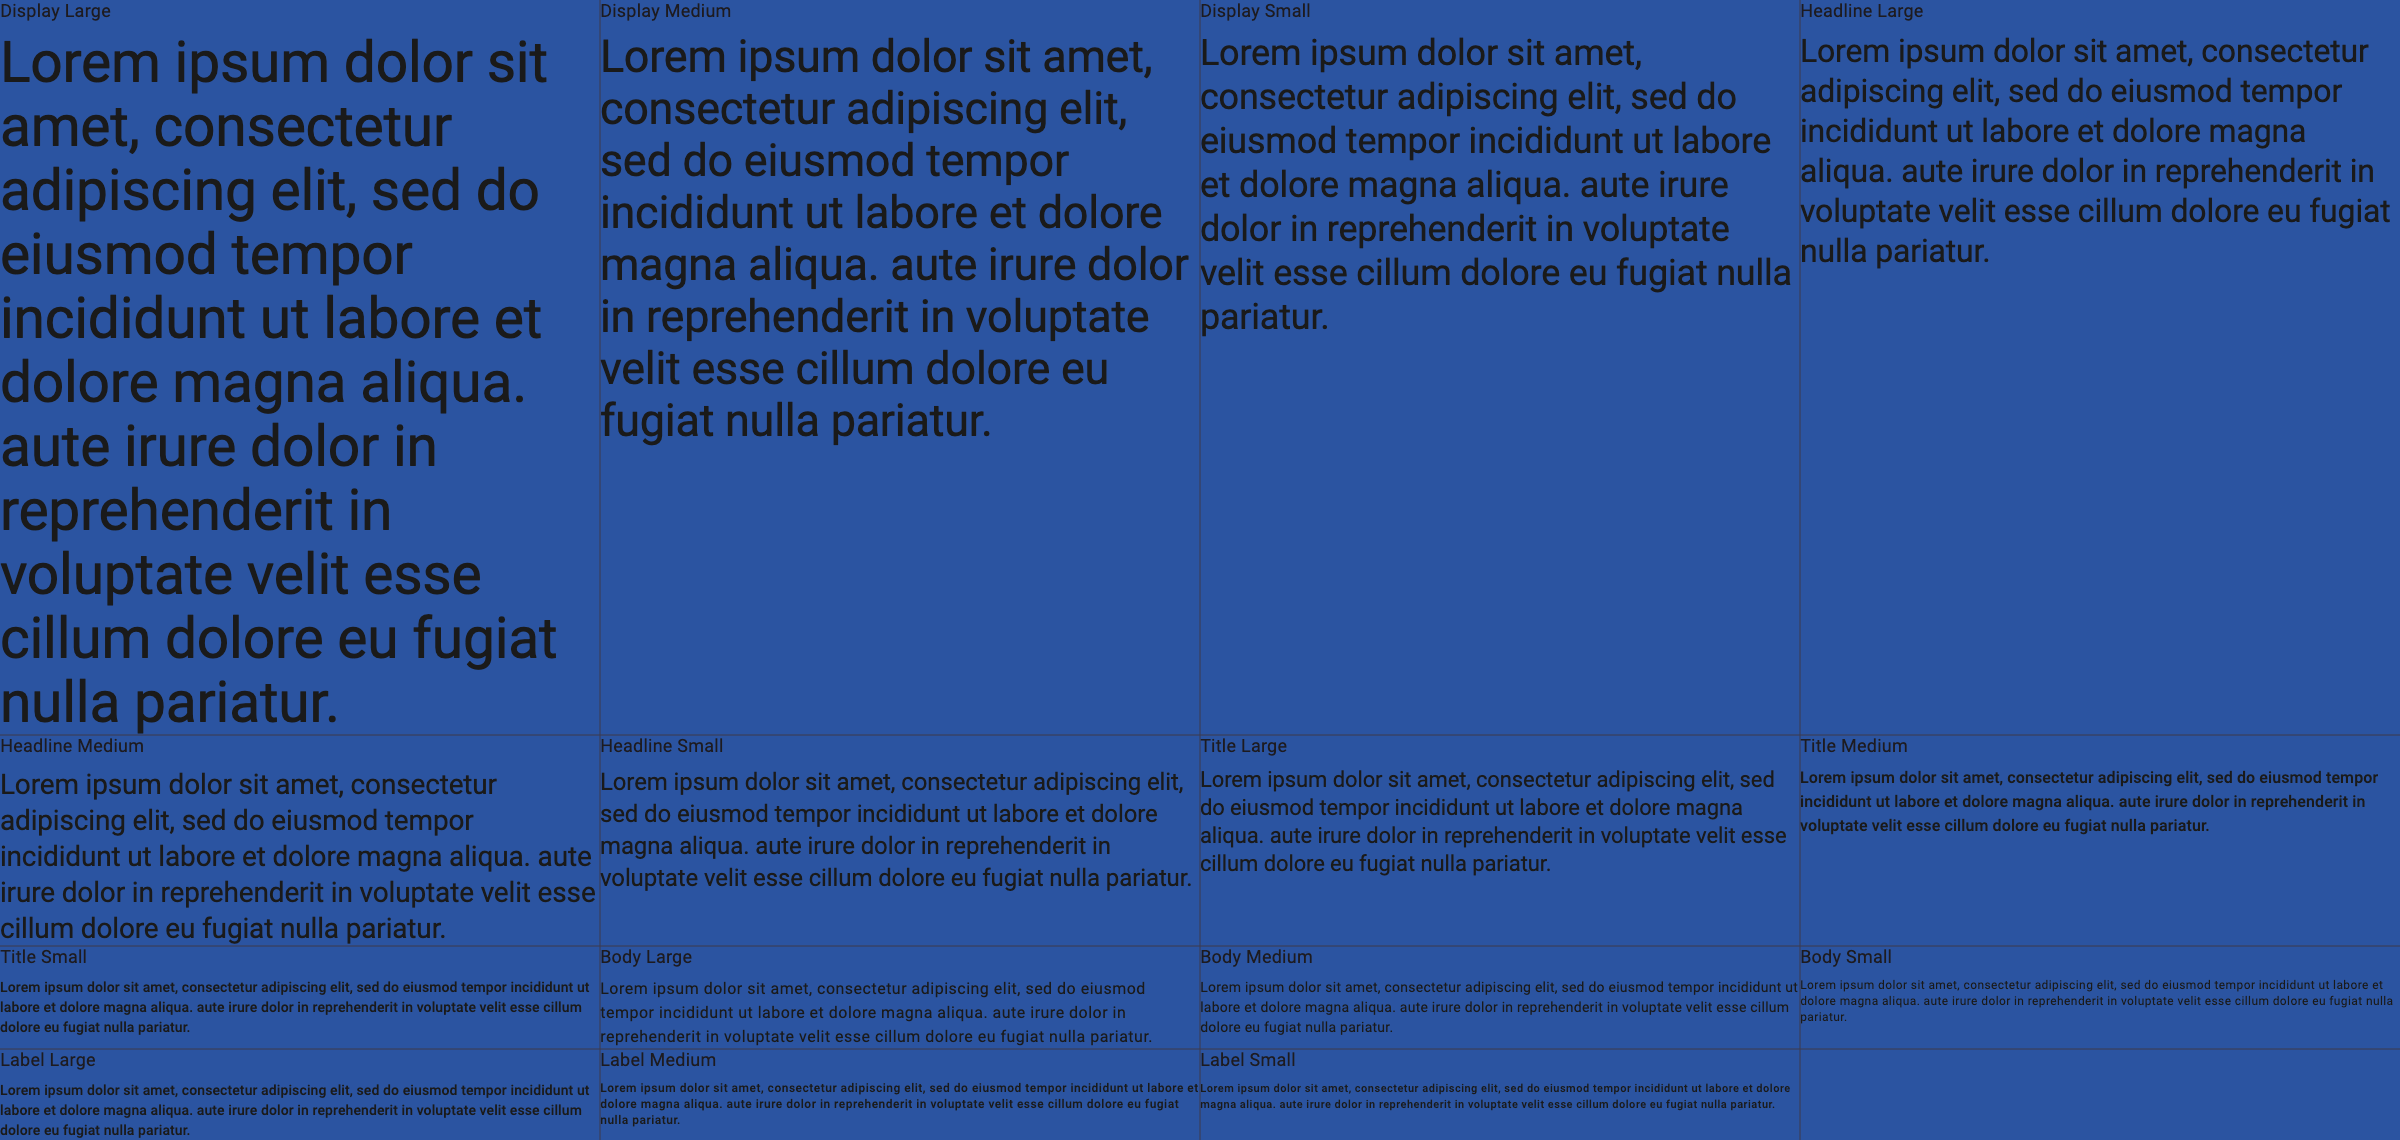 Display Large
Lorem ipsum dolor sit
amet, consectetur
adipiscing elit, sed do
eiusmod tempor
incididunt ut labore et
dolore magna aliqua.
aute irure dolor in
reprehenderit in
voluptate velit esse
cillum dolore eu fugiat
nulla pariatur.
Display Medium
Lorem ipsum dolor sit amet,
consectetur adipiscing elit,
sed do eiusmod tempor
incididunt ut labore et dolore
magna aliqua. aute irure dolor
in reprehenderit in voluptate
velit esse cillum dolore eu
fugiat nulla pariatur.
Display Small
Lorem ipsum dolor sit amet,
consectetur adipiscing elit, sed do
eiusmod tempor incididunt ut labore
et dolore magna aliqua. aute irure
dolor in reprehenderit in voluptate
velit esse cillum dolore eu fugiat nulla
pariatur.
Headline Large
Lorem ipsum dolor sit amet, consectetur
adipiscing elit, sed do eiusmod tempor
incididunt ut labore et dolore magna
aliqua. aute irure dolor in reprehenderit in
voluptate velit esse cillum dolore eu fugiat
nulla pariatur.
Headline Medium
Lorem ipsum dolor sit amet, consectetur
adipiscing elit, sed do eiusmod tempor
incididunt ut labore et dolore magna aliqua. aute
irure dolor in reprehenderit in voluptate velit esse
cillum dolore eu fugiat nulla pariatur.
Headline Small
Lorem ipsum dolor sit amet, consectetur adipiscing elit,
sed do eiusmod tempor incididunt ut labore et dolore
magna aliqua. aute irure dolor in reprehenderit in
voluptate velit esse cillum dolore eu fugiat nulla pariatur.
Title Large
Lorem ipsum dolor sit amet, consectetur adipiscing elit, sed
do eiusmod tempor incididunt ut labore et dolore magna
aliqua. aute irure dolor in reprehenderit in voluptate velit esse
cillum dolore eu fugiat nulla pariatur.
Title Medium
Lorem ipsum dolor sit amet, consectetur adipiscing elit, sed do eiusmod tempor
incididunt ut labore et dolore magna aliqua. aute irure dolor in reprehenderit in
voluptate velit esse cillum dolore eu fugiat nulla pariatur.
Title Small
Lorem ipsum dolor sit amet, consectetur adipiscing elit, sed do eiusmod tempor incididunt ut
labore et dolore magna aliqua. aute irure dolor in reprehenderit in voluptate velit esse cillum
dolore eu fugiat nulla pariatur.
Body Large
Lorem ipsum dolor sit amet, consectetur adipiscing elit, sed do eiusmod
tempor incididunt ut labore et dolore magna aliqua. aute irure dolor in
reprehenderit in voluptate velit esse cillum dolore eu fugiat nulla pariatur.
Body Medium
Lorem ipsum dolor sit amet, consectetur adipiscing elit, sed do eiusmod tempor incididunt ut
labore et dolore magna aliqua. aute irure dolor in reprehenderit in voluptate velit esse cillum
dolore eu fugiat nulla pariatur.
Body Small
Lorem ipsum dolor sit amet, consectetur adipiscing elit, sed do eiusmod tempor incididunt ut labore et
dolore magna aliqua. aute irure dolor in reprehenderit in voluptate velit esse cillum dolore eu fugiat nulla
pariatur.
Label Large
Lorem ipsum dolor sit amet, consectetur adipiscing elit, sed do eiusmod tempor incididunt ut
labore et dolore magna aliqua. aute irure dolor in reprehenderit in voluptate velit esse cillum
dolore eu fugiat nulla pariatur.
Label Medium
Lorem ipsum dolor sit amet, consectetur adipiscing elit, sed do eiusmod tempor incididunt ut labore et
dolore magna aliqua. aute irure dolor in reprehenderit in voluptate velit esse cillum dolore eu fugiat
nulla pariatur.
Label Small
Lorem ipsum dolor sit amet, consectetur adipiscing elit, sed do eiusmod tempor incididunt ut labore et dolore
magna aliqua. aute irure dolor in reprehenderit in voluptate velit esse cillum dolore eu fugiat nulla pariatur.